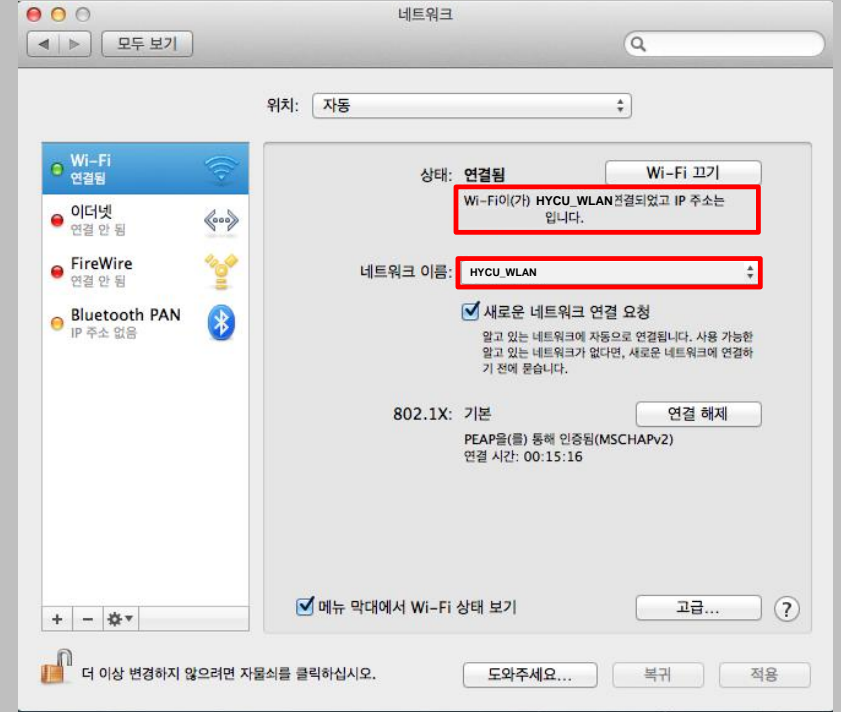 네트워크
모두 보기
위치: 자동
Wi-Fi
연결됨
이더넷
연결 안 됨
FireWire
연결 안 됨
Bluetooth PAN
IP 주소 없음
상태: 연결됨 Wi-Fi 끄기
Wi-Fi이(가) HYCU_WLAN연결되었고 IP 주소는
입니다.
네트워크 이름: HYCU_WLAN
새로운 네트워크 연결 요청
알고 있는 네트워크에 자동으로 연결됩니다. 사용 가능한
알고 있는 네트워크가 없다면, 새로운 네트워크에 연결하
기 전에 묻습니다.
802.1X: 기본 연결 해제
PEAP을(를) 통해 인증됨(MSCHAPv2)
연결 시간: 00:15:16
메뉴 막대에서 Wi-Fi 상태 보기 고급... ?
더 이상 변경하지 않으려면 자물쇠를 클릭하십시오. 도와주세요... 복귀 적용